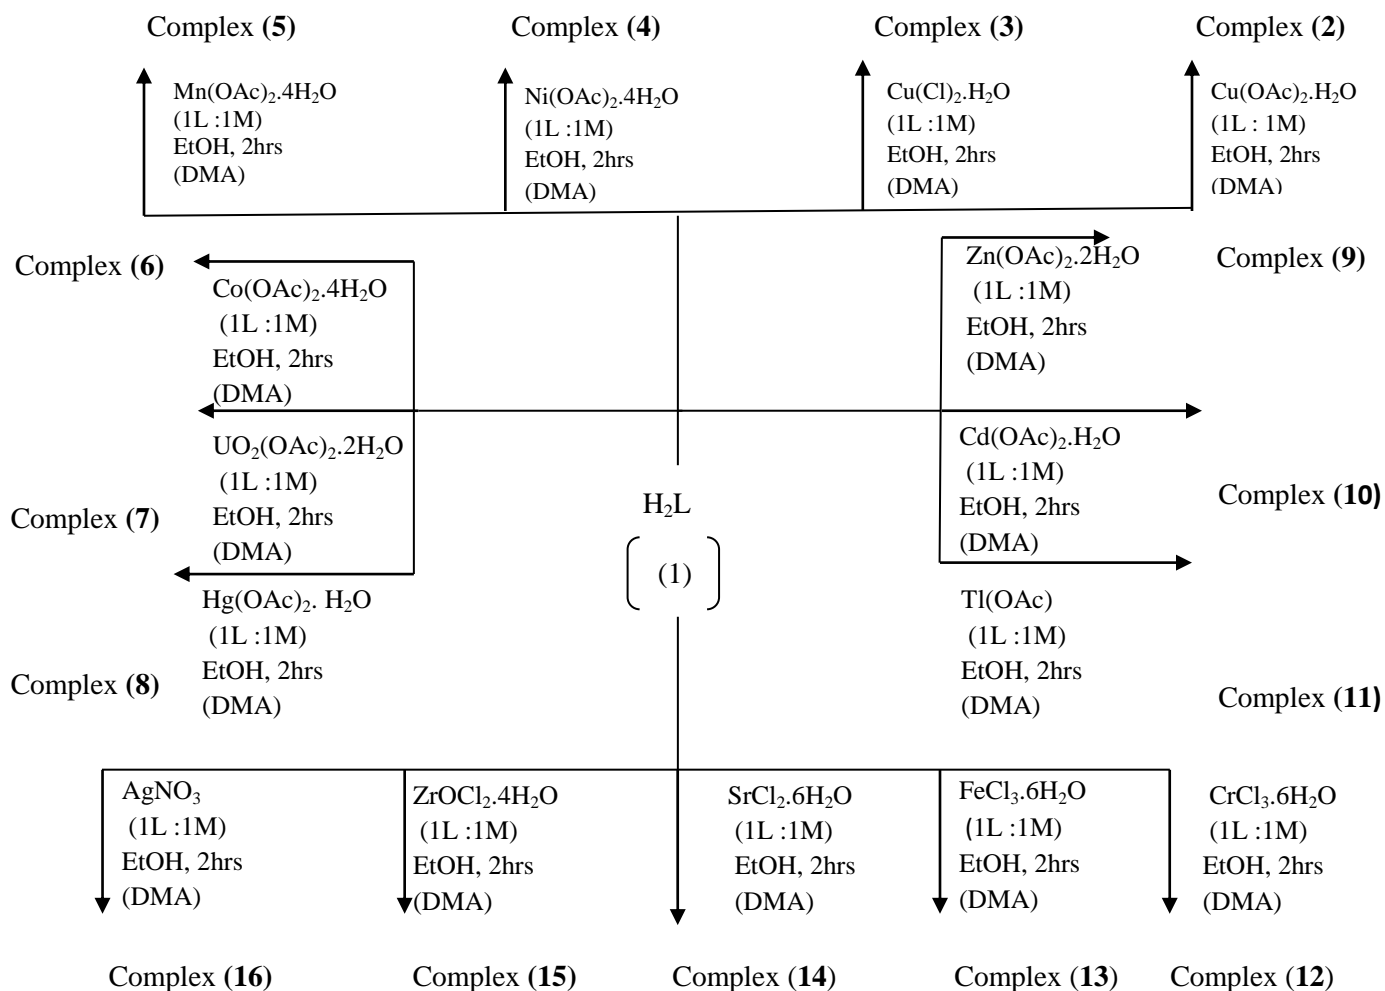 Complex (5)
Complex (4)
Complex (3)
Complex (2)
Mn(OAc)₂.4H₂O
(1L :1M)
EtOH, 2hrs
(DMA)
Ni(OAc)₂.4H₂O
(1L :1M)
EtOH, 2hrs
(DMA)
Cu(Cl)₂.H₂O
(1L :1M)
EtOH, 2hrs
(DMA)
Cu(OAc)₂.H₂O
(1L : 1M)
EtOH, 2hrs
(DMA)
Complex (6)
Co(OAc)₂.4H₂O
(1L :1M)
EtOH, 2hrs
(DMA)
Zn(OAc)₂.2H₂O
(1L :1M)
EtOH, 2hrs
(DMA)
Complex (9)
UO₂(OAc)₂.2H₂O
(1L :1M)
EtOH, 2hrs
(DMA)
Complex (7)
H₂L
(1)
Cd(OAc)₂.H₂O
(1L :1M)
EtOH, 2hrs
(DMA)
Complex (10)
Hg(OAc)₂. H₂O
(1L :1M)
EtOH, 2hrs
(DMA)
Complex (8)
Tl(OAc)
(1L :1M)
EtOH, 2hrs
(DMA)
Complex (11)
AgNO₃
(1L :1M)
EtOH, 2hrs
(DMA)
ZrOCl₂.4H₂O
(1L :1M)
EtOH, 2hrs
(DMA)
SrCl₂.6H₂O
(1L :1M)
EtOH, 2hrs
(DMA)
FeCl₃.6H₂O
(1L :1M)
EtOH, 2hrs
(DMA)
CrCl₃.6H₂O
(1L :1M)
EtOH, 2hrs
(DMA)
Complex (16)
Complex (15)
Complex (14)
Complex (13)
Complex (12)